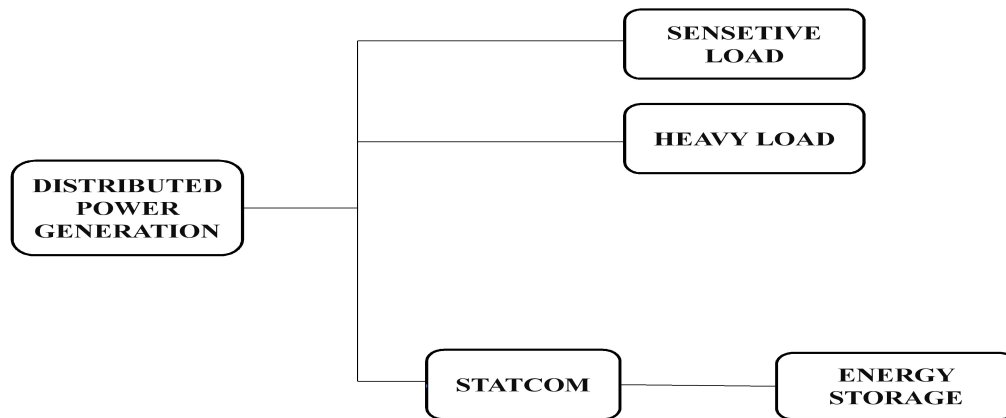 SENSETIVE
LOAD
HEAVY LOAD
DISTRIBUTED
POWER
GENERATION
STATCOM
ENERGY
STORAGE